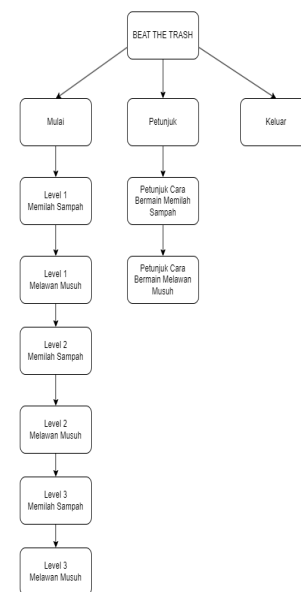 BEAT THE TRASH
Mulai
Petunjuk
Keluar
Level 1
Memilah Sampah
Petunjuk Cara
Bermain Memilah
Sampah
Level 1
Melawan Musuh
Petunjuk Cara
Bermain Melawan
Musuh
Level 2
Memilah Sampah
Level 2
Melawan Musuh
Level 3
Memilah Sampah
Level 3
Melawan Musuh